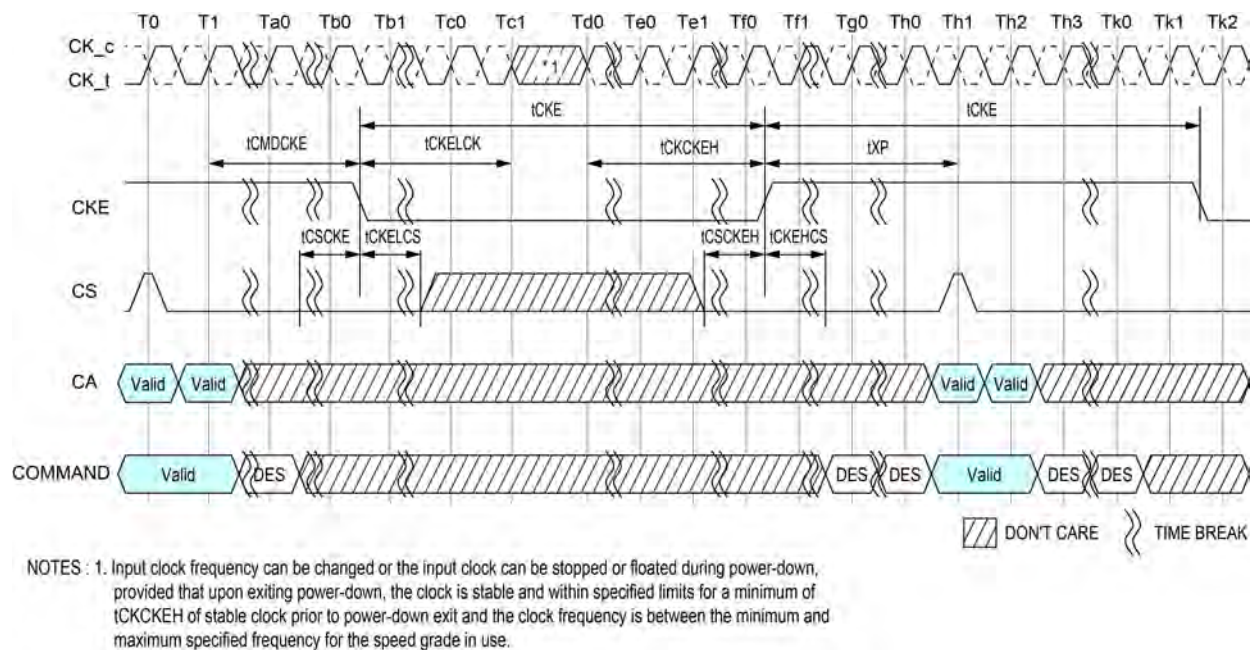 T0 T1 Ta0 Tb0 Tb1 Tc0 Tc1 Td0 Te0 Te1 Tf0 Tf1 Tg0 Th0 Th1 Th2 Th3 Tk0 Tk1 Tk2
CK_c
*1
CK_t
tCKE tCKE
tCMDCKE tCKELCK tCKCKEH tXP
CKE
tCSCKE tCKELCS tCSCKEH tCKEHCS
CS
CA Valid Valid Valid Valid
COMMAND Valid DES DES DES Valid DES DES
DON'T CARE TIME BREAK
NOTES : 1. Input clock frequency can be changed or the input clock can be stopped or floated during power-down,
provided that upon exiting power-down, the clock is stable and within specified limits for a minimum of
tCKCKEH of stable clock prior to power-down exit and the clock frequency is between the minimum and
maximum specified frequency for the speed grade in use.